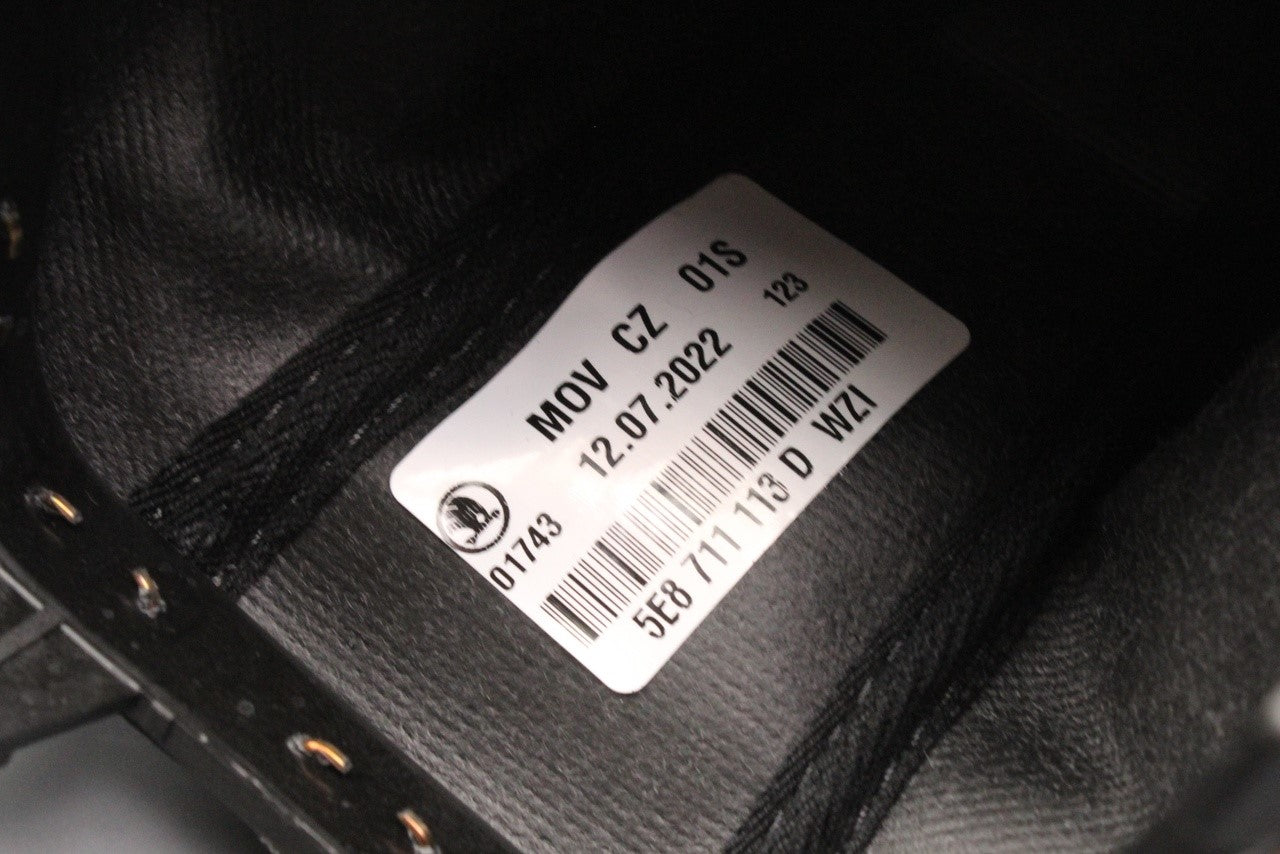 MOV CZ 01S
12.07.2022 123
01743
5E8 711 113 D WZI